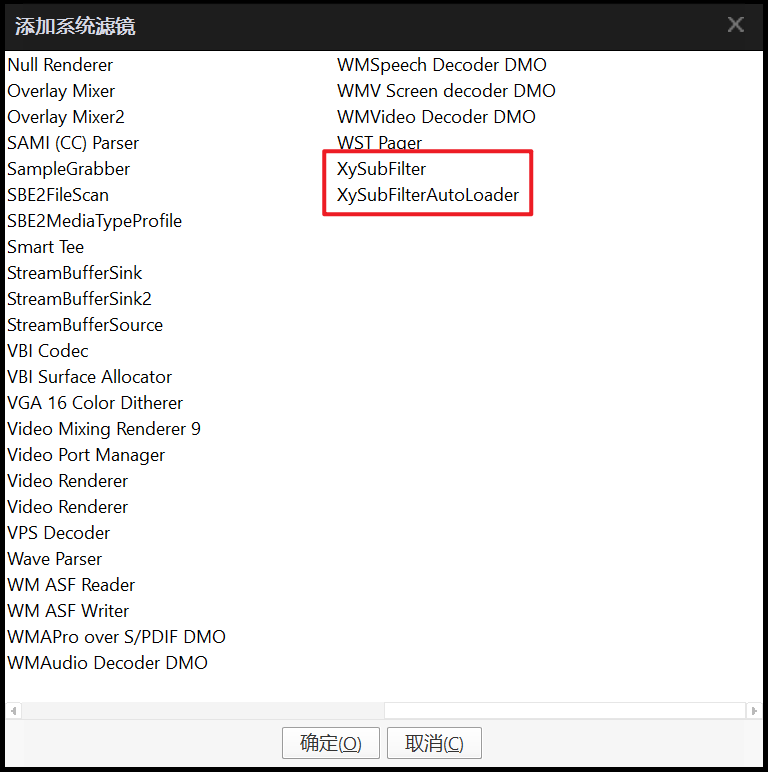 添加系统滤镜
Null Renderer
Overlay Mixer
Overlay Mixer2
SAMI (CC) Parser
SampleGrabber
SBE2FileScan
SBE2MediaTypeProfile
Smart Tee
StreamBufferSink
StreamBufferSink2
StreamBufferSource
VBI Codec
VBI Surface Allocator
VGA 16 Color Ditherer
Video Mixing Renderer 9
Video Port Manager
Video Renderer
Video Renderer
VPS Decoder
Wave Parser
WM ASF Reader
WM ASF Writer
WMAPro over S/PDIF DMO
WMAudio Decoder DMO
WMSpeech Decoder DMO
WMV Screen decoder DMO
WMVideo Decoder DMO
WST Pager
XySubFilter
XySubFilterAutoLoader
确定(O)
取消(C)